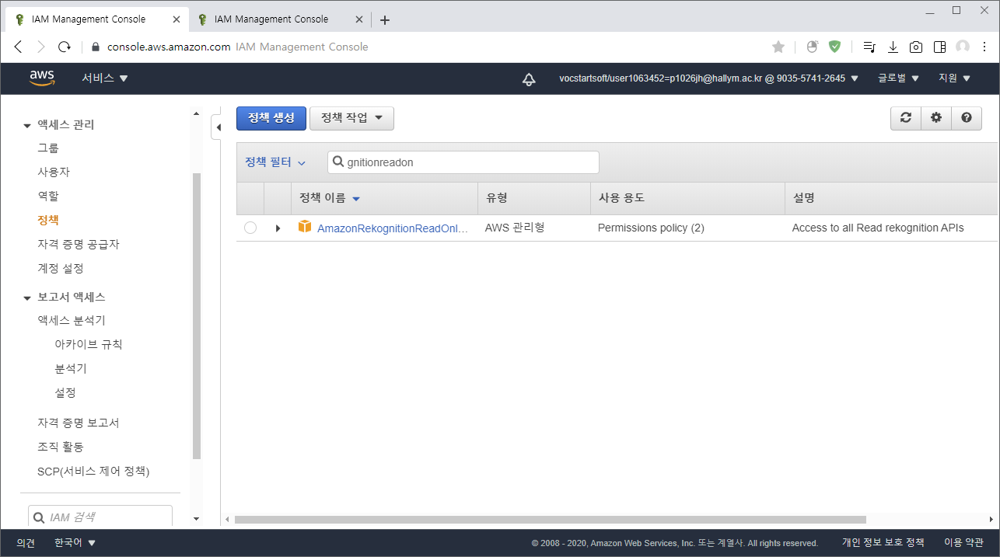 IAM Management Console
IAM Management Console
console.aws.amazon.com IAM Management Console
aws
서비스
vocstartsoft/user1063452=p1026jh@hallym.ac.kr @ 9035-5741-2645
글로벌
지원
액세스 관리
그룹
사용자
역할
정책
자격 증명 공급자
계정 설정
보고서 액세스
액세스 분석기
아카이브 규칙
분석기
설정
자격 증명 보고서
조직 활동
SCP(서비스 제어 정책)
IAM 검색
정책 생성
정책 작업
정책 필터
gnitionreadon
정책 이름 유형 사용 용도 설명
AmazonRekognitionReadOnl… AWS 관리형 Permissions policy (2) Access to all Read rekognition APIs
의견
한국어
© 2008 - 2020, Amazon Web Services, Inc. 또는 계열사. All rights reserved.
개인 정보 보호 정책
이용 약관